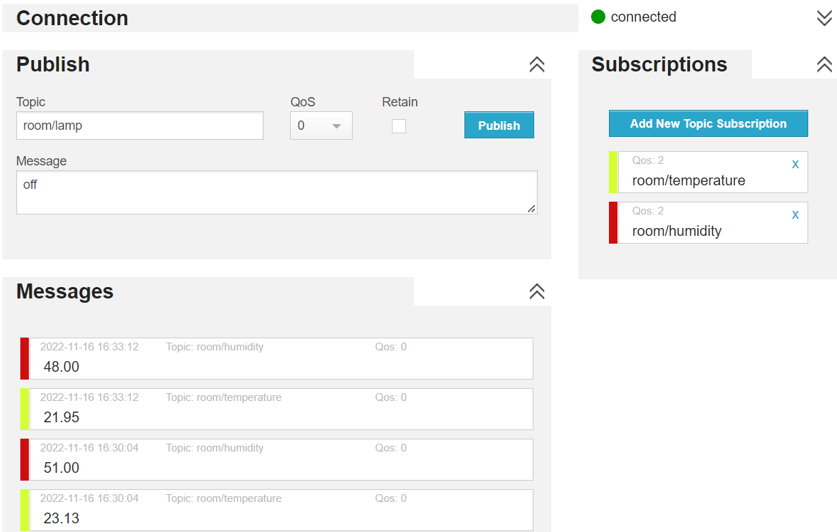 Connection
connected
Publish
Topic
QoS
Retain
room/lamp
0
Publish
Message
off
Subscriptions
Add New Topic Subscription
Qos: 2
x
room/temperature
Qos: 2
x
room/humidity
Messages
2022-11-16 16:33:12 Topic: room/humidity Qos: 0
48.00
2022-11-16 16:33:12 Topic: room/temperature Qos: 0
21.95
2022-11-16 16:30:04 Topic: room/humidity Qos: 0
51.00
2022-11-16 16:30:04 Topic: room/temperature Qos: 0
23.13